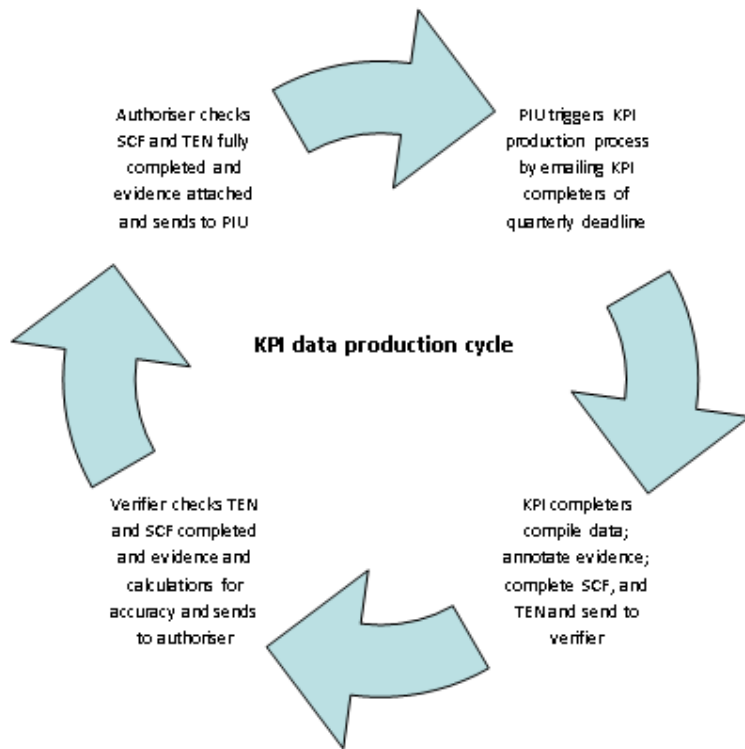 Authoriser checks
SCF and TEN fully
completed and
evidence attached
and sends to PIU
PIU triggers KPI
production process
by emailing KPI
completers of
quarterly deadline
KPI data production cycle
Verifier checks TEN
and SCF completed
and evidence and
calculations for
accuracy and sends
to authoriser
KPI completers
compile data;
annotate evidence;
complete SCF, and
TEN and send to
verifier